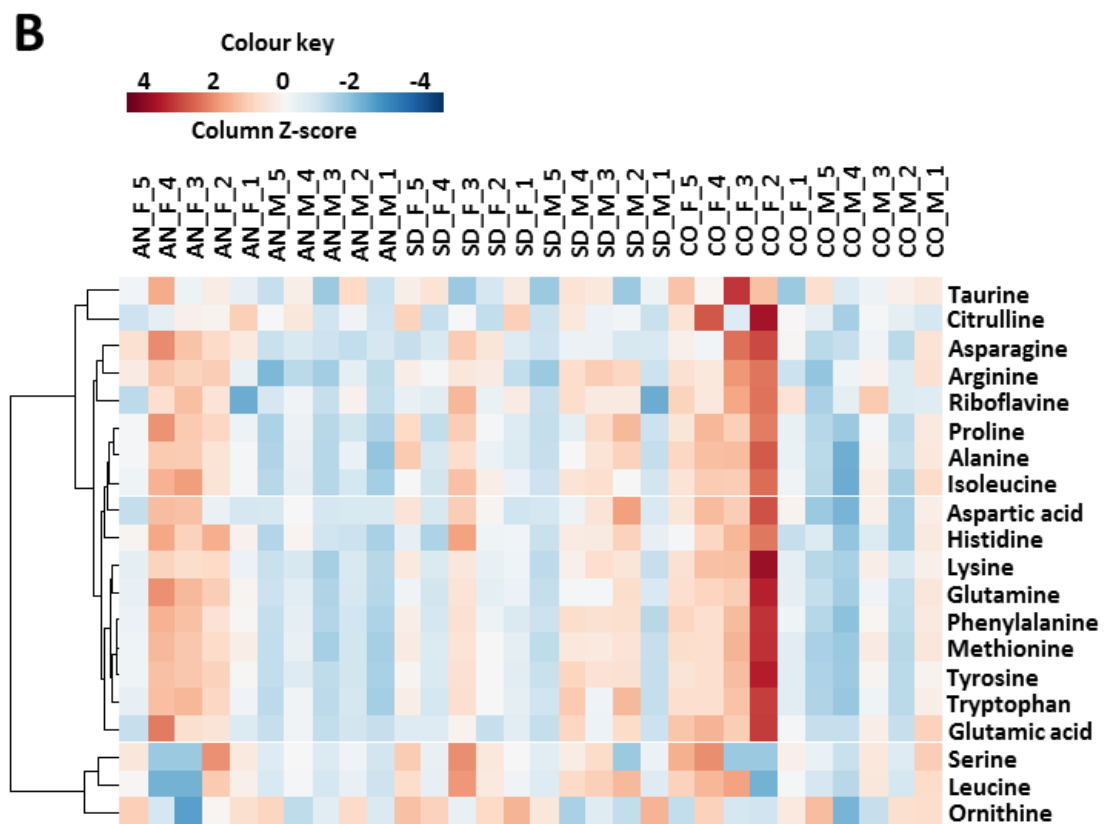 B
Colour key
4 2 0 -2 -4
Column Z-score
AN_F_5
AN_F_4
AN_F_3
AN_F_2
AN_F_1
AN_M_5
AN_M_4
AN_M_3
AN_M_2
AN_M_1
SD_F_5
SD_F_4
SD_F_3
SD_F_2
SD_F_1
SD_M_5
SD_M_4
SD_M_3
SD_M_2
SD_M_1
CO_F_5
CO_F_4
CO_F_3
CO_F_2
CO_F_1
CO_M_5
CO_M_4
CO_M_3
CO_M_2
CO_M_1
Taurine
Citrulline
Asparagine
Arginine
Riboflavine
Proline
Alanine
Isoleucine
Aspartic acid
Histidine
Lysine
Glutamine
Phenylalanine
Methionine
Tyrosine
Tryptophan
Glutamic acid
Serine
Leucine
Ornithine